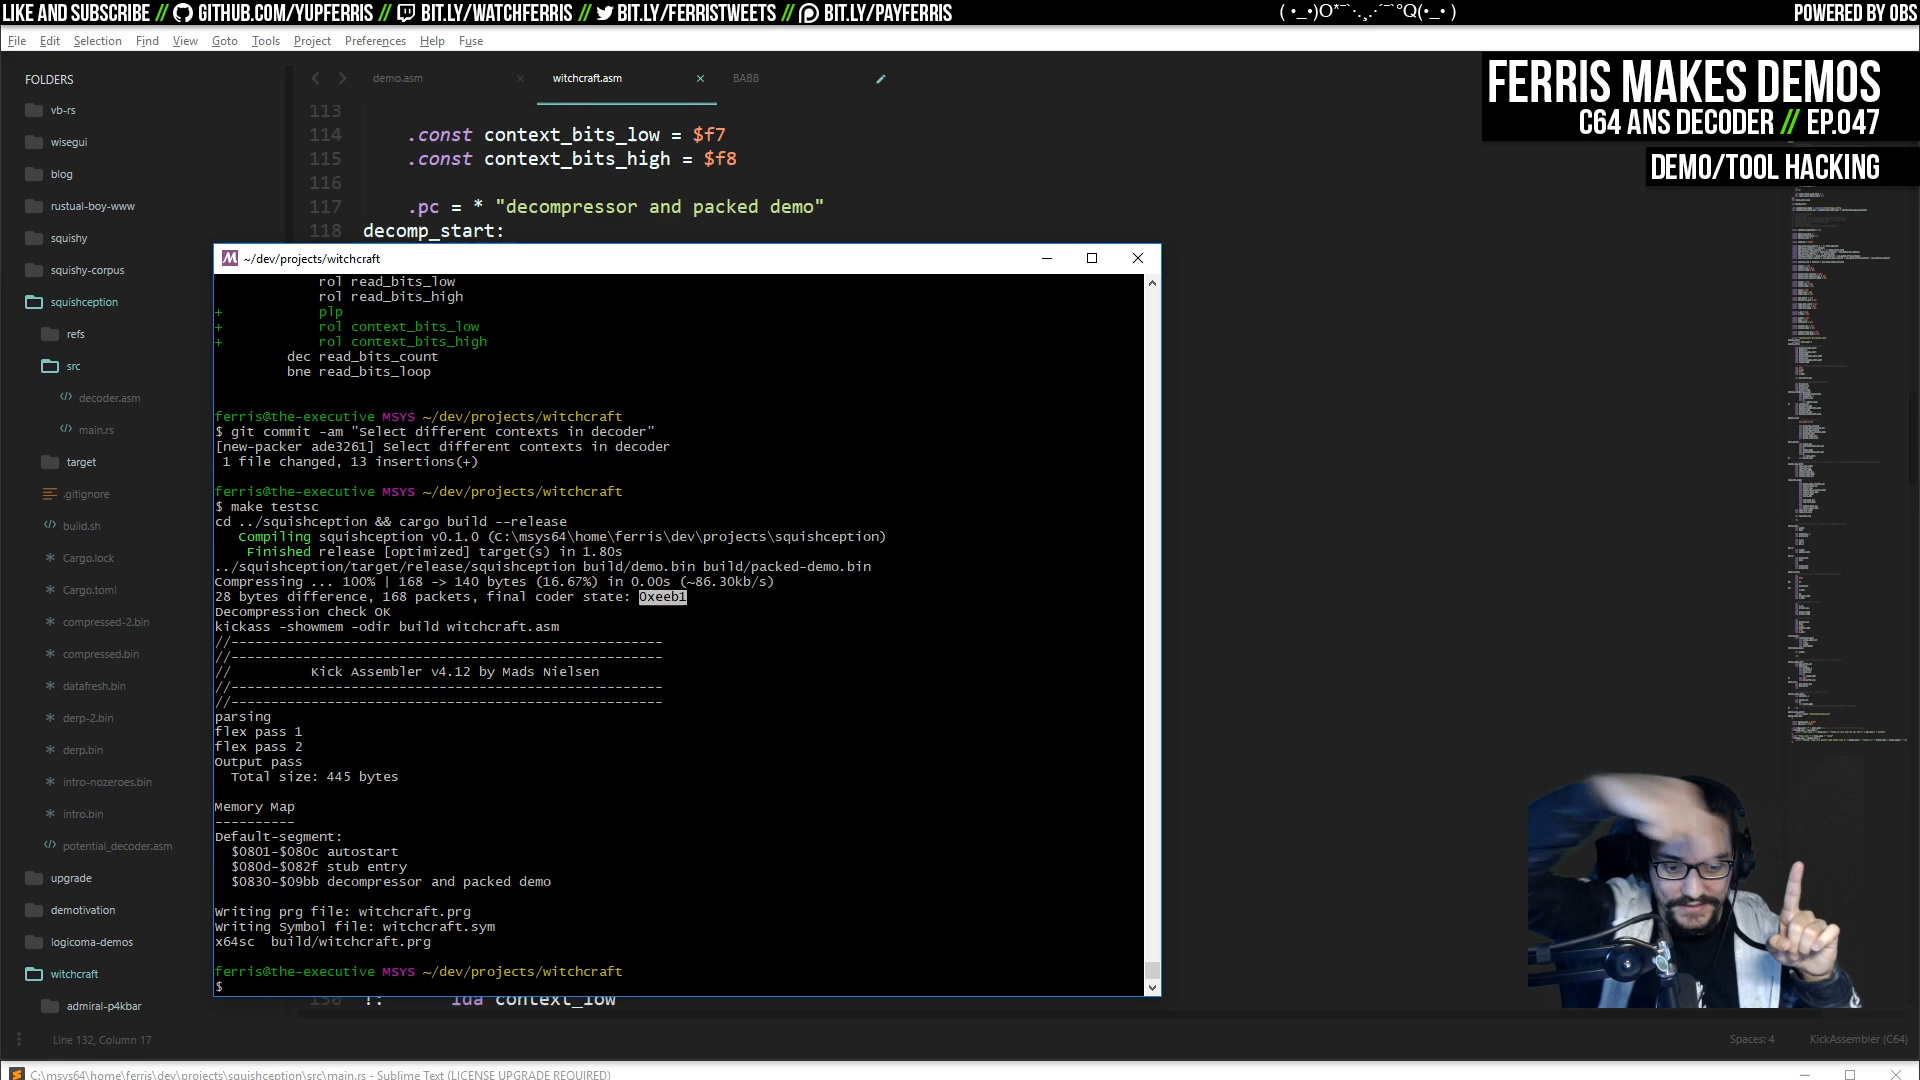 LIKE AND SUBSCRIBE // GITHUB.COM/YUPFERRIS // BIT.LY/WATCHFERRIS // BIT.LY/FERRISTWEETS // BIT.LY/PAYFERRIS
POWERED BY OBS
File Edit Selection Find View Goto Tools Project Preferences Help Fuse
FERRIS MAKES DEMOS
C64 ANS DECODER // EP.047
DEMO/TOOL HACKING
FOLDERS
vb-rs
wisegui
blog
rustual-boy-www
squishy
squishy-corpus
squishception
refs
src
decoder.asm
main.rs
target
.gitignore
build.sh
Cargo.lock
Cargo.toml
compressed-2.bin
compressed.bin
datafresh.bin
derp-2.bin
derp.bin
intro-nozeroes.bin
intro.bin
potential_decoder.asm
upgrade
demotivation
logicoma-demos
witchcraft
admiral-p4kbar
demo.asm
witchcraft.asm
BABB
113
114 .const context_bits_low = $f7
115 .const context_bits_high = $f8
116
117 .pc = * "decompressor and packed demo"
118 decomp_start:
~/dev/projects/witchcraft
rol read_bits_low
rol read_bits_high
+ plp
+ rol context_bits_low
+ rol context_bits_high
dec read_bits_count
bne read_bits_loop
ferris@the-executive MSYS ~/dev/projects/witchcraft
$ git commit -am "Select different contexts in decoder"
[new-packer ade3261] Select different contexts in decoder
1 file changed, 13 insertions(+)
ferris@the-executive MSYS ~/dev/projects/witchcraft
$ make testsc
cd ../squishception && cargo build --release
Compiling squishception v0.1.0 (C:\msys64\home\ferris\dev\projects\squishception)
Finished release [optimized] target(s) in 1.80s
../squishception/target/release/squishception build/demo.bin build/packed-demo.bin
Compressing ... 100% | 168 -> 140 bytes (16.67%) in 0.00s (~86.30kb/s)
28 bytes difference, 168 packets, final coder state: 0xeeb1
Decompression check OK
kickass -showmem -odir build witchcraft.asm
//------------------------------------------------------
//------------------------------------------------------
// Kick Assembler v4.12 by Mads Nielsen
//------------------------------------------------------
//------------------------------------------------------
parsing
flex pass 1
flex pass 2
Output pass
Total size: 445 bytes
Memory Map
----------
Default-segment:
$0801-$080c autostart
$080d-$082f stub entry
$0830-$09bb decompressor and packed demo
Writing prg file: witchcraft.prg
Writing Symbol file: witchcraft.sym
x64sc build/witchcraft.prg
ferris@the-executive MSYS ~/dev/projects/witchcraft
$
150 !: lda context_low
Line 132, Column 17
Spaces: 4
KickAssembler (C64)
C:\msys64\home\ferris\dev\projects\squishception\src\main.rs - Sublime Text (LICENSE UPGRADE REQUIRED)